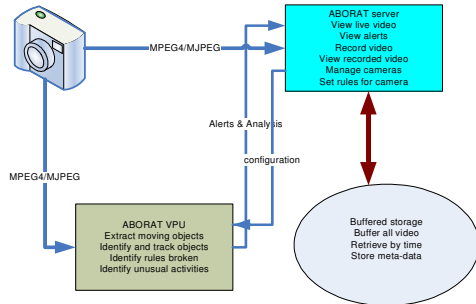 ABORAT server
View live video
View alerts
Record video
View recorded video
Manage cameras
Set rules for camera
MPEG4/MJPEG
Alerts & Analysis
configuration
MPEG4/MJPEG
ABORAT VPU
Extract moving objects
Identify and track objects
Identify rules broken
Identify unusual activities
Buffered storage
Buffer all video
Retrieve by time
Store meta-data